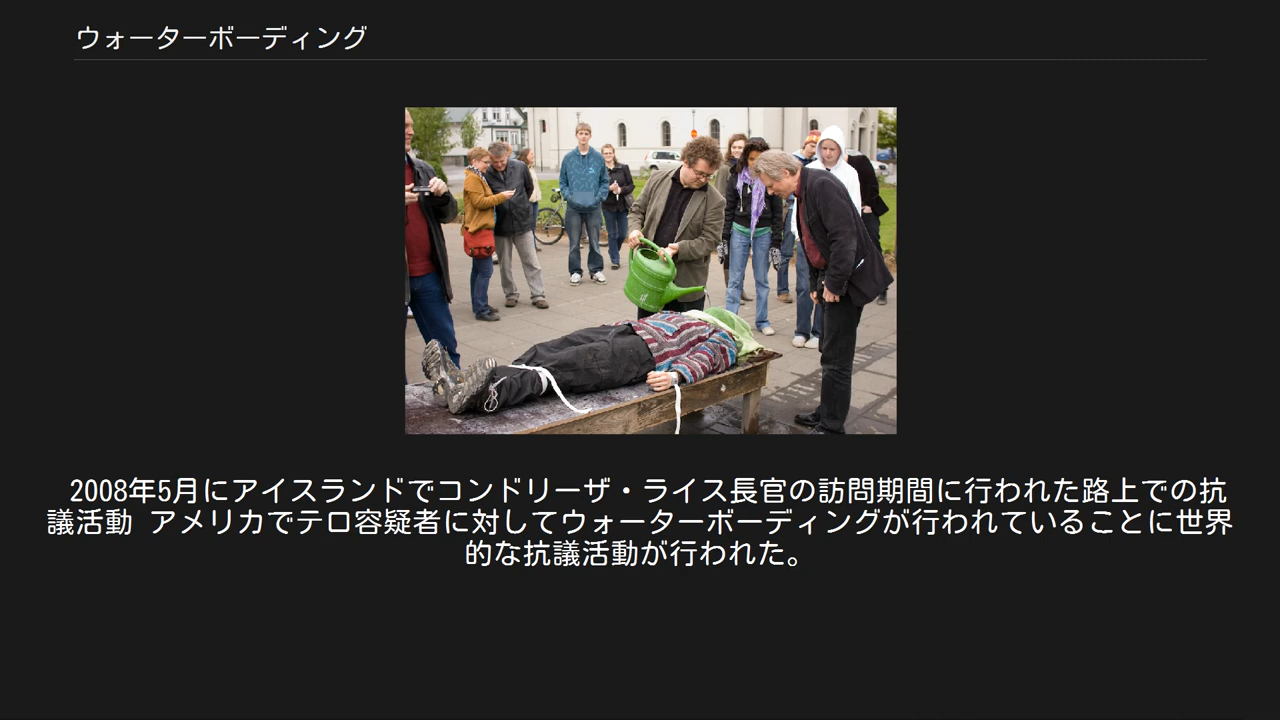 ウォーターボーディング
2008年5月にアイスランドでコンドリーザ・ライス長官の訪問期間に行われた路上での抗
議活動 アメリカでテロ容疑者に対してウォーターボーディングが行われていることに世界
的な抗議活動が行われた。